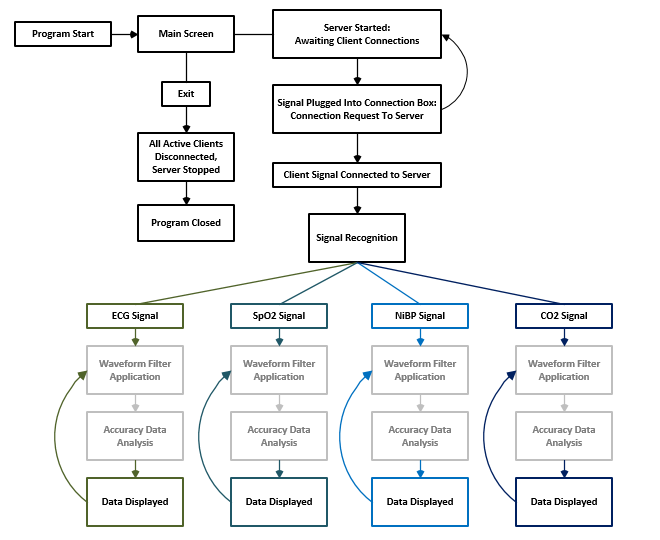 Program Start
Main Screen
Server Started:
Awaiting Client Connections
Exit
Signal Plugged Into Connection Box:
Connection Request To Server
All Active Clients
Disconnected,
Server Stopped
Client Signal Connected to Server
Program Closed
Signal Recognition
ECG Signal
SpO2 Signal
NiBP Signal
CO2 Signal
Waveform Filter
Application
Waveform Filter
Application
Waveform Filter
Application
Waveform Filter
Application
Accuracy Data
Analysis
Accuracy Data
Analysis
Accuracy Data
Analysis
Accuracy Data
Analysis
Data Displayed
Data Displayed
Data Displayed
Data Displayed